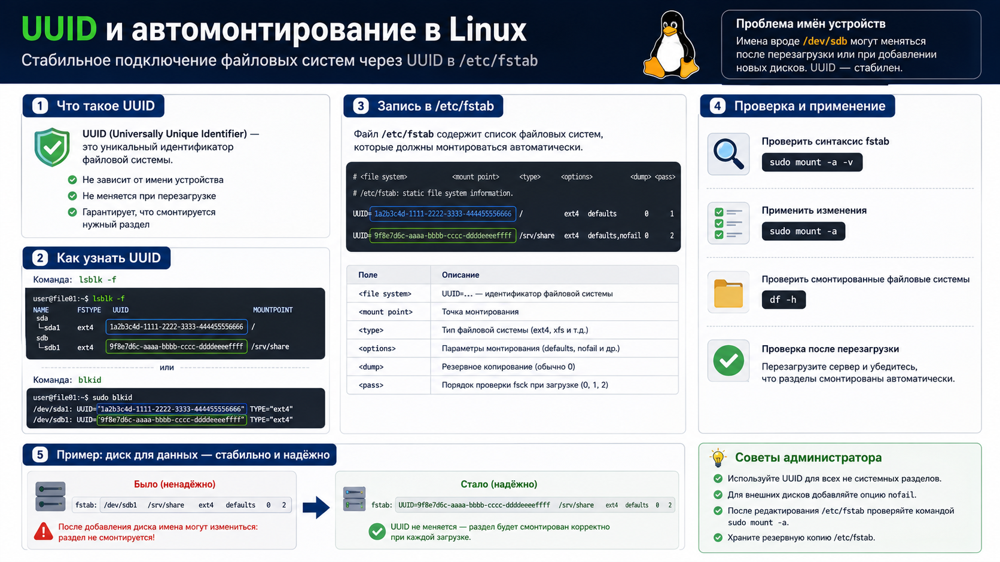 UUID и автомонтирование в Linux
Стабильное подключение файловых систем через UUID в /etc/fstab
Проблема имён устройств
Имена вроде /dev/sdb могут меняться
после перезагрузки или при добавлении
новых дисков. UUID — стабилен.
1 Что такое UUID
UUID (Universally Unique Identifier) —
это уникальный идентификатор
файловой системы.
Не зависит от имени устройства
Не меняется при перезагрузке
Гарантирует, что смонтируется
нужный раздел
2 Как узнать UUID
Команда: lsblk -f
user@file01:~$ lsblk -f
NAME FSTYPE UUID MOUNTPOINT
sda
└─sda1 ext4 1a2b3c4d-1111-2222-3333-444455556666 /
sdb
└─sdb1 ext4 9f8e7d6c-aaaa-bbbb-cccc-ddddeeeeffff /srv/share
или
Команда: blkid
user@file01:~$ sudo blkid
/dev/sda1: UUID="1a2b3c4d-1111-2222-3333-444455556666" TYPE="ext4"
/dev/sdb1: UUID="9f8e7d6c-aaaa-bbbb-cccc-ddddeeeeffff" TYPE="ext4"
3 Запись в /etc/fstab
Файл /etc/fstab содержит список файловых систем,
которые должны монтироваться автоматически.
# <file system> <mount point> <type> <options> <dump> <pass>
# /etc/fstab: static file system information.
UUID= 1a2b3c4d-1111-2222-3333-444455556666 / ext4 defaults 0 1
UUID= 9f8e7d6c-aaaa-bbbb-cccc-ddddeeeeffff /srv/share ext4 defaults,nofail 0 2
Поле Описание
<file system> UUID=... — идентификатор файловой системы
<mount point> Точка монтирования
<type> Тип файловой системы (ext4, xfs и т.д.)
<options> Параметры монтирования (defaults, nofail и др.)
<dump> Резервное копирование (обычно 0)
<pass> Порядок проверки fsck при загрузке (0, 1, 2)
4 Проверка и применение
Проверить синтаксис fstab
sudo mount -a -v
Применить изменения
sudo mount -a
Проверить смонтированные файловые системы
df -h
Проверка после перезагрузки
Перезагрузите сервер и убедитесь,
что разделы смонтированы автоматически.
5 Пример: диск для данных — стабильно и надёжно
Было (ненадёжно)
fstab: /dev/sdb1 /srv/share ext4 defaults 0 2
После добавления диска имена могут измениться:
раздел не смонтируется!
Стало (надёжно)
fstab: UUID=9f8e7d6c-aaaa-bbbb-cccc-ddddeeeeffff /srv/share ext4 defaults 0 2
UUID не меняется — раздел будет смонтирован корректно
при каждой загрузке.
Советы администратора
Используйте UUID для всех не системных разделов.
Для внешних дисков добавляйте опцию nofail.
После редактирования /etc/fstab проверяйте командой
sudo mount -a.
Храните резервную копию /etc/fstab.